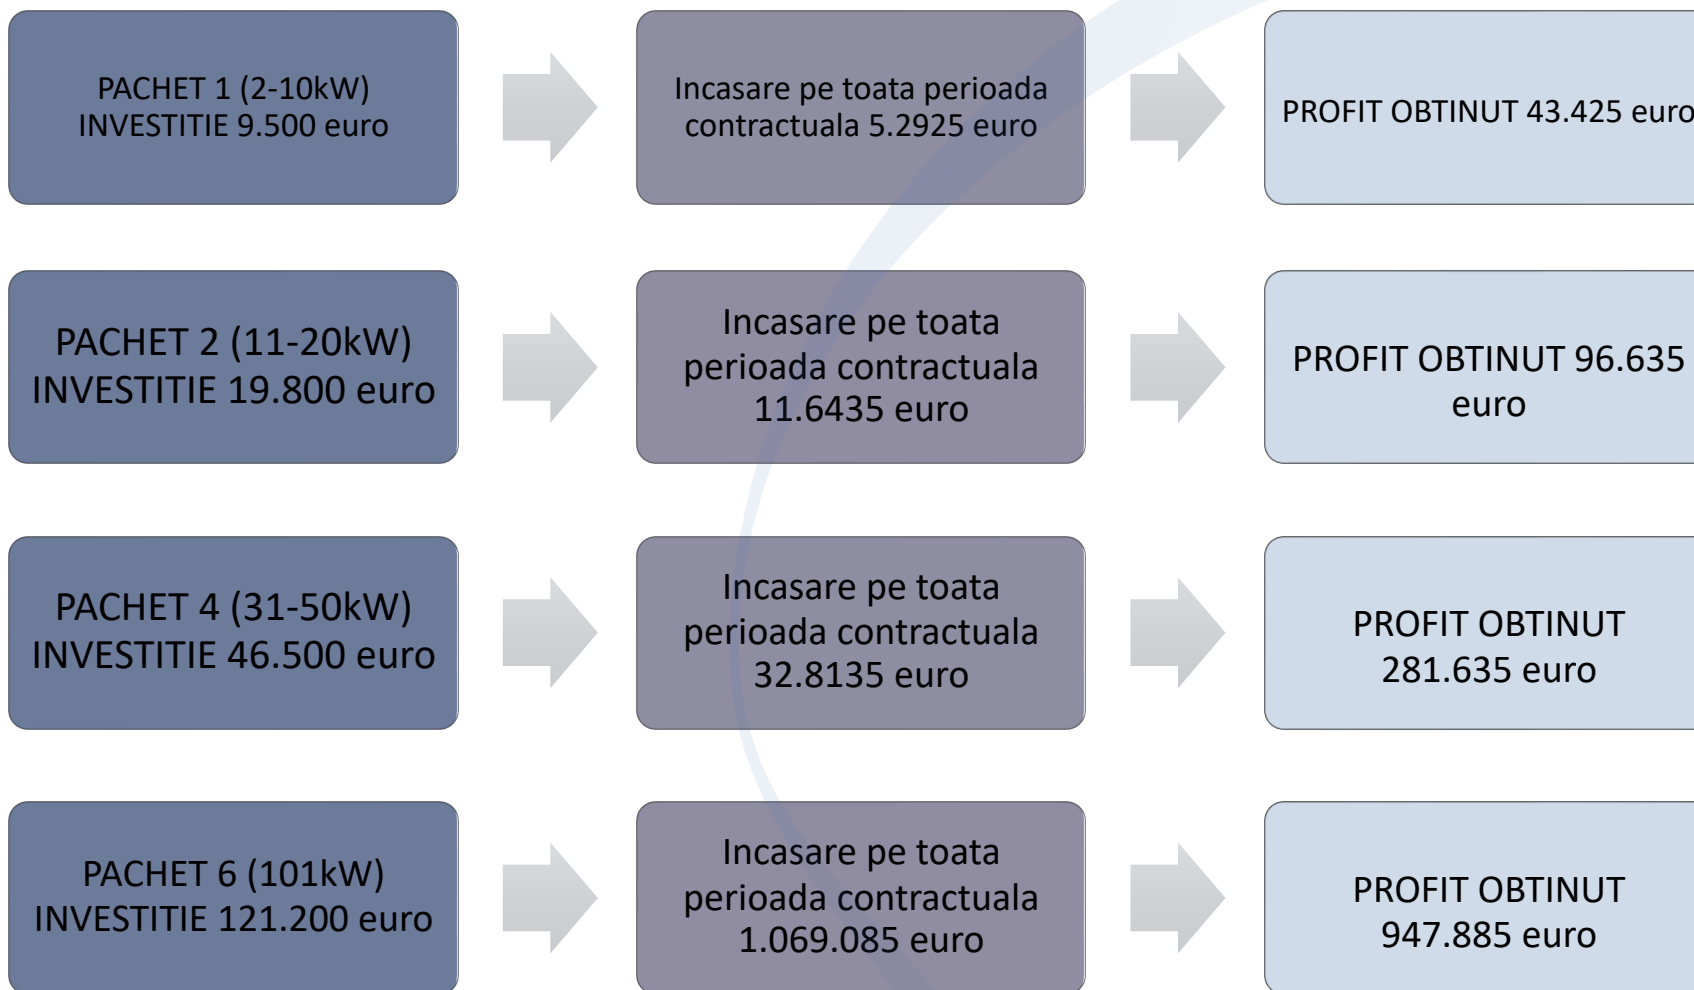 PACHET 1 (2-10kW)
INVESTITIE 9.500 euro
Incasare pe toata perioada
contractuala 5.2925 euro
PROFIT OBTINUT 43.425 euro
PACHET 2 (11-20kW)
INVESTITIE 19.800 euro
Incasare pe toata
perioada contractuala
11.6435 euro
PROFIT OBTINUT 96.635
euro
PACHET 4 (31-50kW)
INVESTITIE 46.500 euro
Incasare pe toata
perioada contractuala
32.8135 euro
PROFIT OBTINUT
281.635 euro
PACHET 6 (101kW)
INVESTITIE 121.200 euro
Incasare pe toata
perioada contractuala
1.069.085 euro
PROFIT OBTINUT
947.885 euro